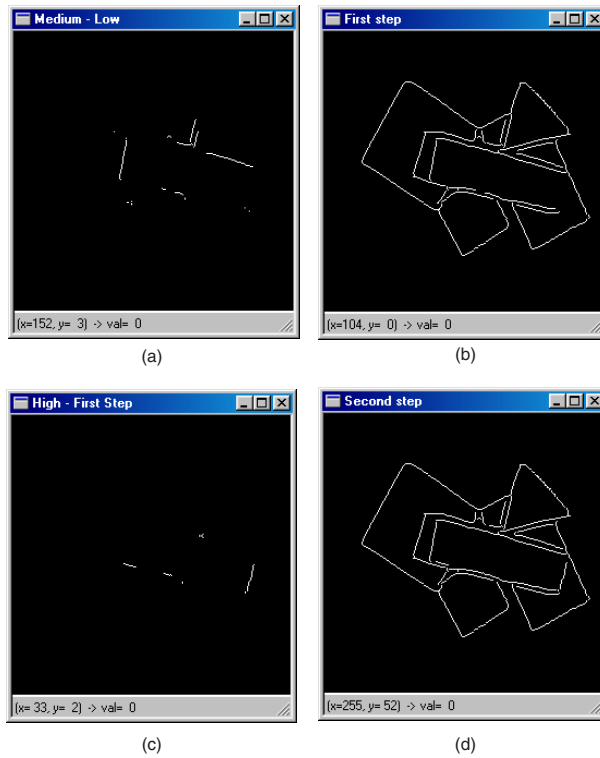 Medium - Low
First step
(x=152, y= 3) -> val= 0
(x=104, y= 0) -> val= 0
(a)
(b)
High - First Step
Second step
(x= 33, y= 2) -> val= 0
(x=255, y= 52) -> val= 0
(c)
(d)